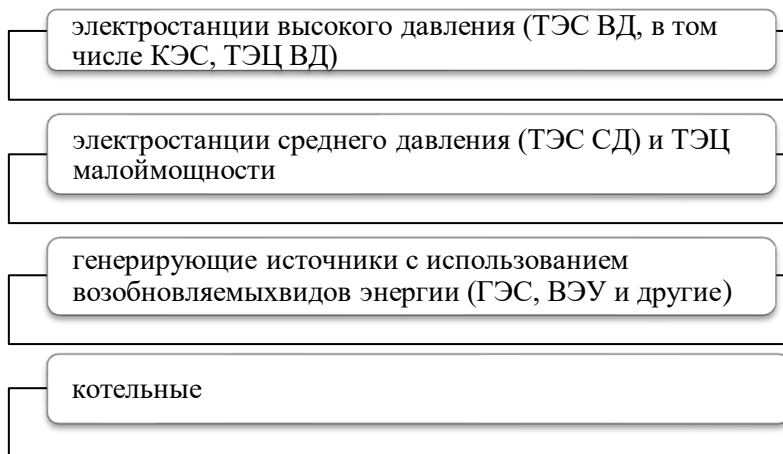 электростанции высокого давления (ТЭС ВД, в том
числе КЭС, ТЭЦ ВД)
электростанции среднего давления (ТЭС СД) и ТЭЦ
малоймощности
генерирующие источники с использованием
возобновляемыхвидов энергии (ГЭС, ВЭУ и другие)
котельные